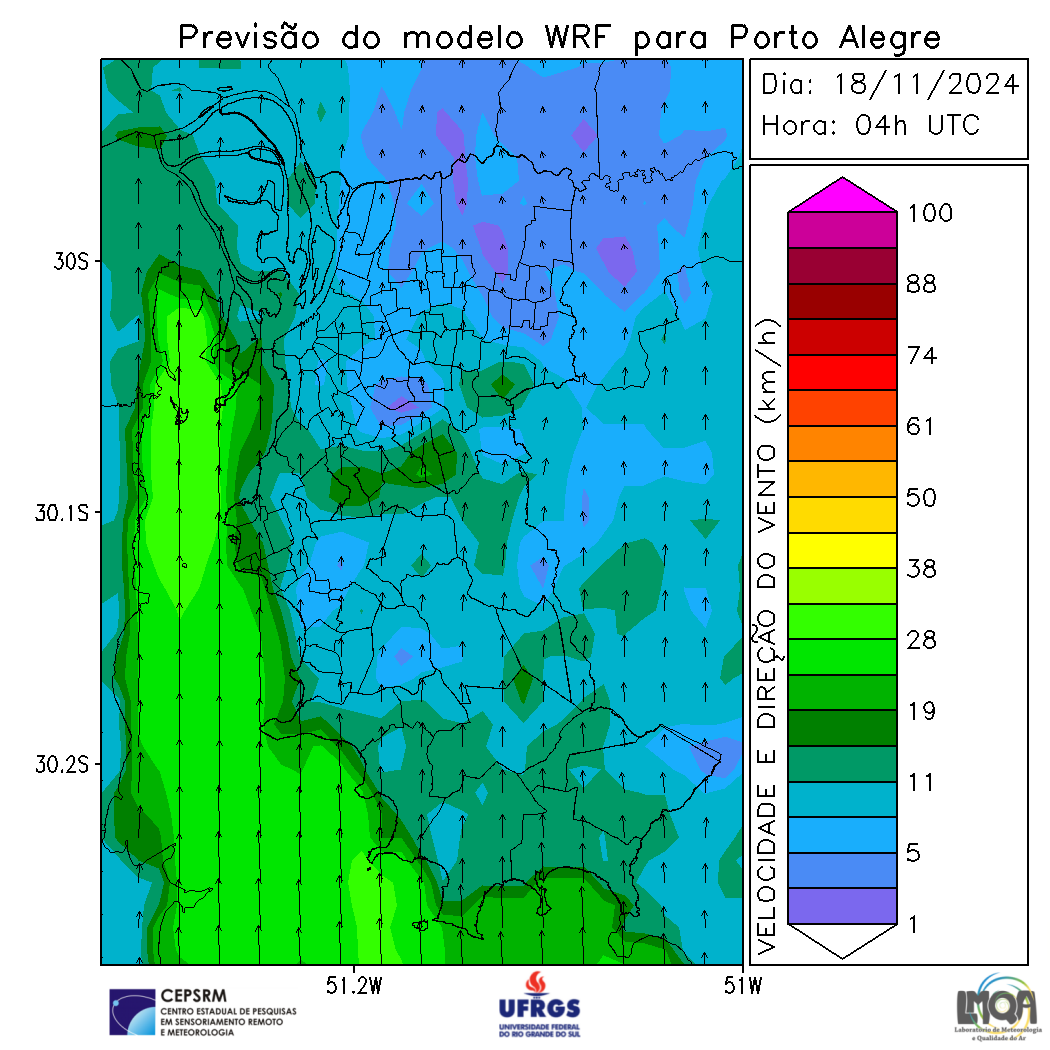 Previsão do modelo WRF para Porto Alegre
Dia: 18/11/2024
Hora: 04h UTC
30S
30.1S
30.2S
51.2W
51W
VELOCIDADE E DIREÇÃO DO VENTO (km/h)
100
88
74
61
50
38
28
19
11
5
1
CEPSRM
CENTRO ESTADUAL DE PESQUISAS
EM SENSORIAMENTO REMOTO
E METEOROLOGIA
UFRGS
UNIVERSIDADE FEDERAL
DO RIO GRANDE DO SUL
LMQA
Laboratório de Meteorologia
e Qualidade do Ar